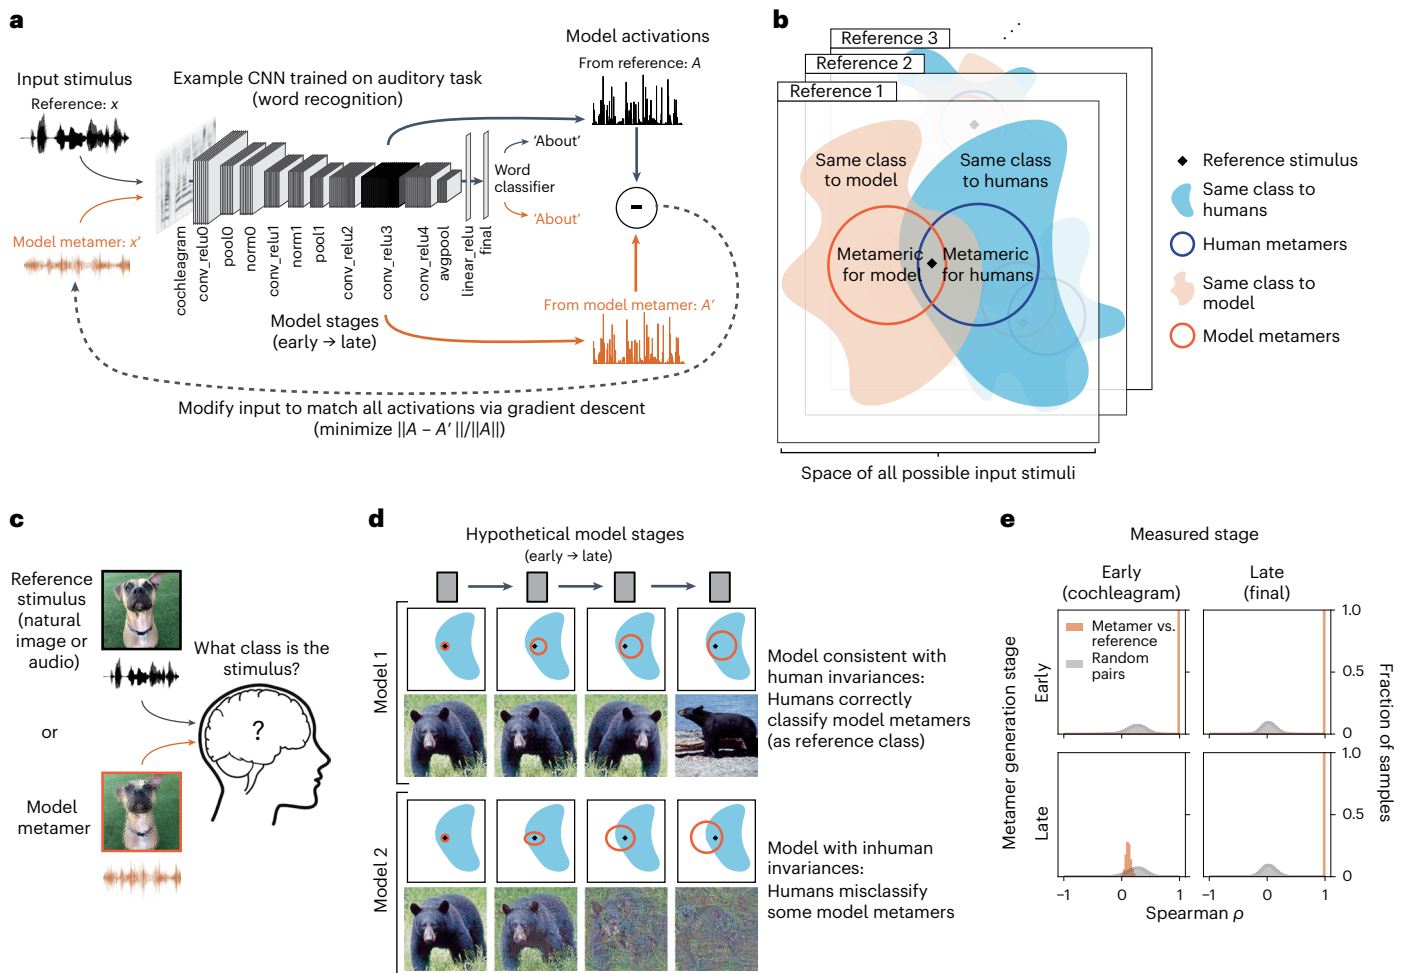 a
Input stimulus
Reference: x
Model metamer: x′
Example CNN trained on auditory task
(word recognition)
cochleagram
conv_relu0
pool0
norm0
conv_relu1
norm1
pool1
conv_relu2
conv_relu3
conv_relu4
avgpool
linear_relu
final
Model stages
(early → late)
'About'
Word
classifier
'About'
Model activations
From reference: A
-
From model metamer: A′
Modify input to match all activations via gradient descent
(minimize ||A – A′ ||/||A||)
b
Reference 3
Reference 2
Reference 1
Same class
to model
Same class
to humans
Metameric
for model
Metameric
for humans
Space of all possible input stimuli
Reference stimulus
Same class to
humans
Human metamers
Same class to
model
Model metamers
c
Reference
stimulus
(natural
image or
audio)
or
Model
metamer
What class is the
stimulus?
?
d
Hypothetical model stages
(early → late)
Model 1
Model consistent with
human invariances:
Humans correctly
classify model metamers
(as reference class)
Model 2
Model with inhuman
invariances:
Humans misclassify
some model metamers
e
Measured stage
Early
(cochleagram)
Late
(final)
Metamer generation stage
Early
Late
Metamer vs.
reference
Random
pairs
1.0
0.5
0
1.0
0.5
0
Fraction of samples
–1
0
1
–1
0
1
Spearman ρ